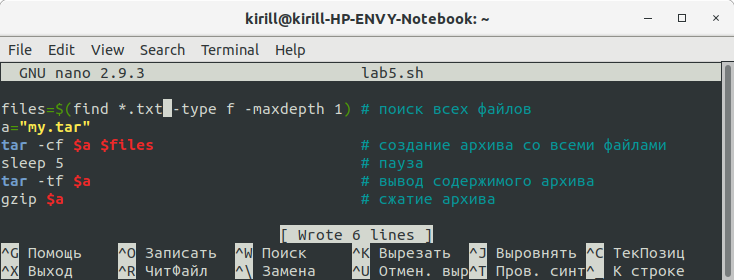 kirill@kirill-HP-ENVY-Notebook: ~
File Edit View Search Terminal Help
GNU nano 2.9.3 lab5.sh
files=$(find *.txt -type f -maxdepth 1) # поиск всех файлов
a="my.tar"
tar -cf $a $files # создание архива со всеми файлами
sleep 5 # пауза
tar -tf $a # вывод содержимого архива
gzip $a # сжатие архива
[ Wrote 6 lines ]
^G Помощь ^O Записать ^W Поиск ^K Вырезать ^J Выровнять ^C ТекПозиц
^X Выход ^R ЧитФайл ^\ Замена ^U Отмен. выр^T Пров. синт^_ К строке